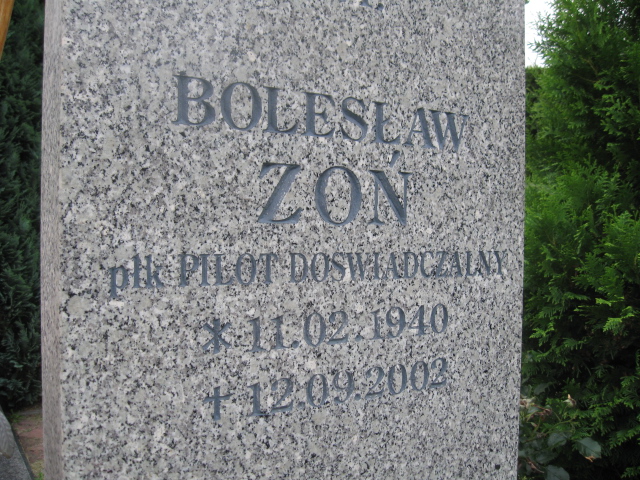 BOLESŁAW
ZOŃ
płk PILOT DOŚWIADCZALNY
* 11.02.1940
+ 12.09.2002